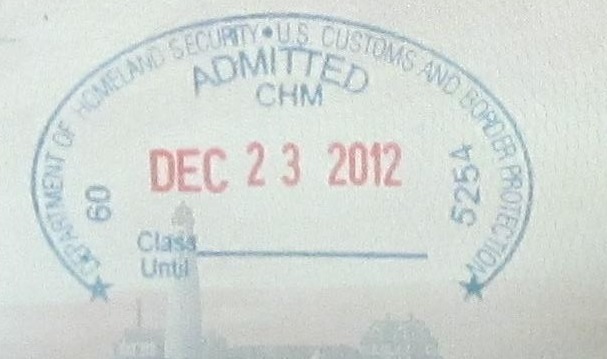 DEPARTMENT OF HOMELAND SECURITY • U.S. CUSTOMS AND BORDER PROTECTION
ADMITTED
CHM
DEC 23 2012
60
5254
Class
Until